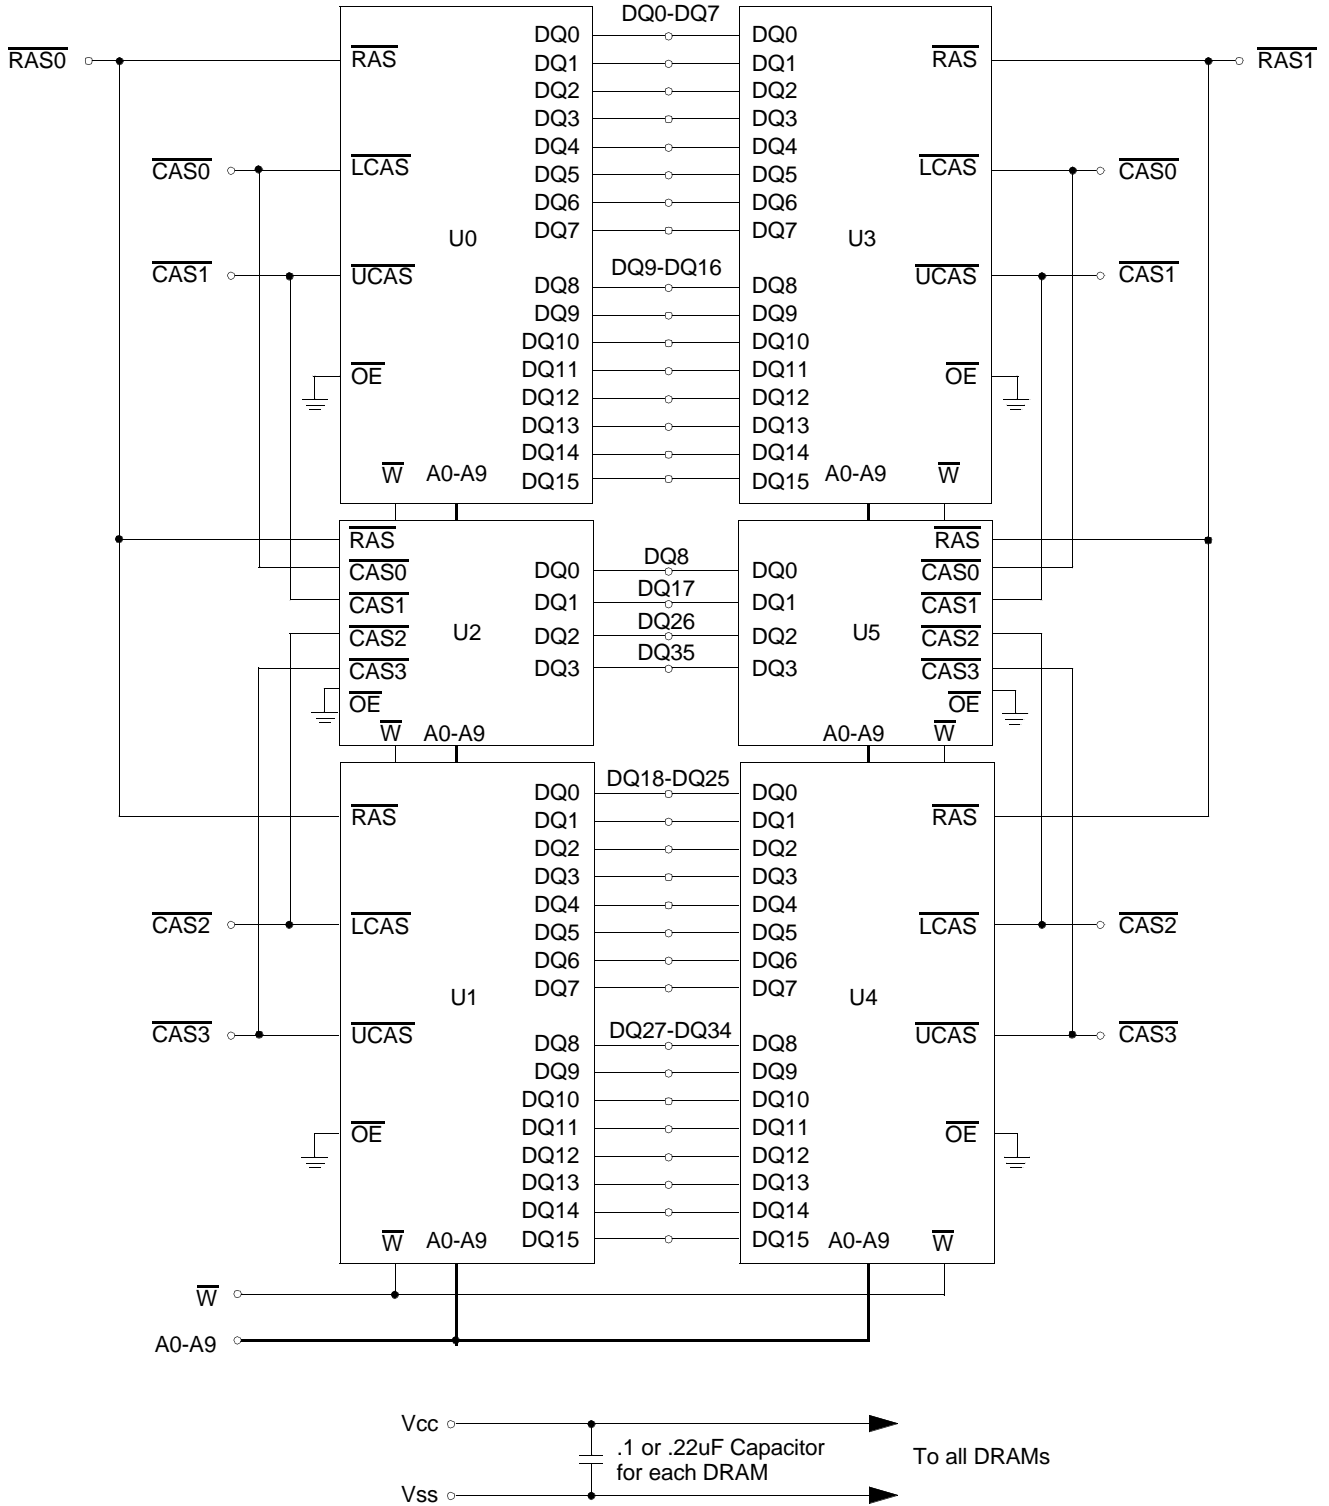 DQ0-DQ7
DQ0 DQ0
RAS0 RAS RAS RAS1
DQ1 DQ1
DQ2 DQ2
DQ3 DQ3
DQ4 DQ4
CAS0 LCAS LCAS CAS0
DQ5 DQ5
DQ6 DQ6
DQ7 DQ7
U0 U3
DQ9-DQ16
CAS1 UCAS UCAS CAS1
DQ8 DQ8
DQ9 DQ9
DQ10 DQ10
DQ11 DQ11
OE OE
DQ12 DQ12
DQ13 DQ13
DQ14 DQ14
W A0-A9 A0-A9 W
DQ15 DQ15
RAS RAS
DQ8
CAS0 DQ0 DQ0 CAS0
DQ17
CAS1 DQ1 DQ1 CAS1
DQ26
CAS2 U2 DQ2 DQ2 U5 CAS2
DQ35
CAS3 DQ3 DQ3 CAS3
OE OE
W A0-A9 A0-A9 W
DQ18-DQ25
DQ0 DQ0
RAS RAS
DQ1 DQ1
DQ2 DQ2
DQ3 DQ3
DQ4 DQ4
CAS2 LCAS LCAS CAS2
DQ5 DQ5
DQ6 DQ6
DQ7 DQ7
U1 U4
DQ27-DQ34
CAS3 UCAS UCAS CAS3
DQ8 DQ8
DQ9 DQ9
DQ10 DQ10
DQ11 DQ11
OE OE
DQ12 DQ12
DQ13 DQ13
DQ14 DQ14
W A0-A9 DQ15 DQ15 A0-A9 W
W
A0-A9
Vcc
.1 or .22uF Capacitor
for each DRAM
To all DRAMs
Vss